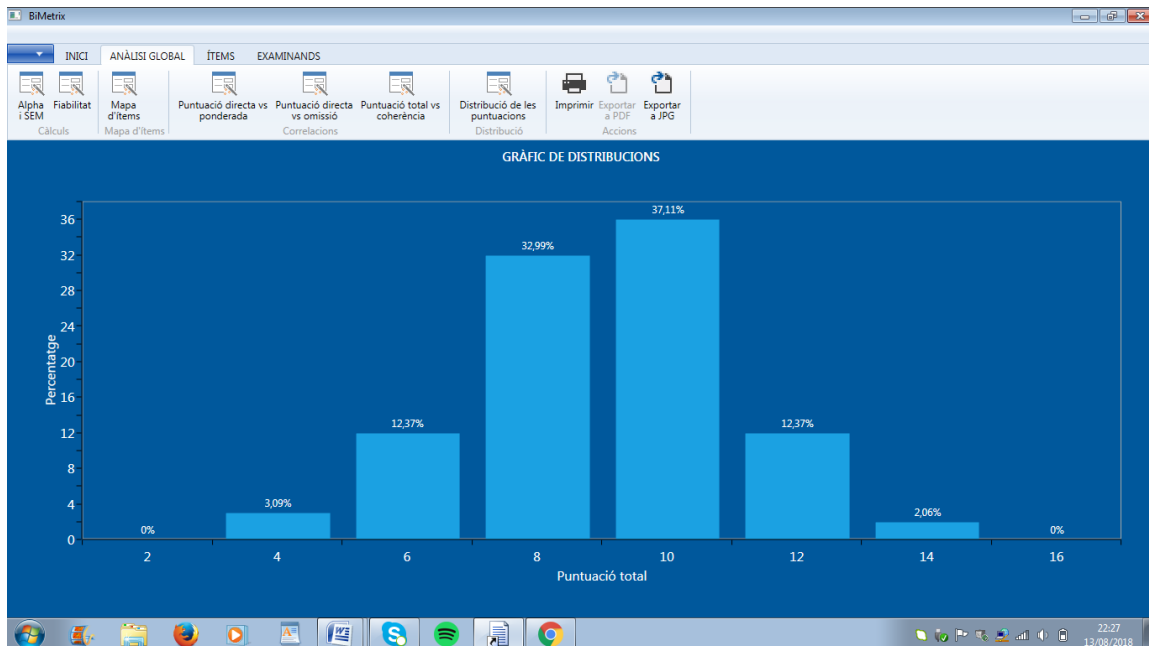 BiMetrix
INICI ANÀLISI GLOBAL ÍTEMS EXAMINANDS
Alpha i SEM
Fiabilitat
Mapa d'ítems
Puntuació directa vs ponderada
Puntuació directa vs omissió
Puntuació total vs coherència
Distribució de les puntuacions
Imprimir
Exportar a PDF
Exportar a JPG
Càlculs Mapa d'ítems Correlacions Distribució Accions
GRÀFIC DE DISTRIBUCIONS
Percentatge
36
32
28
24
20
16
12
8
4
0
0% 3,09% 12,37% 32,99% 37,11% 12,37% 2,06% 0%
2 4 6 8 10 12 14 16
Puntuació total
22:27
13/08/2018